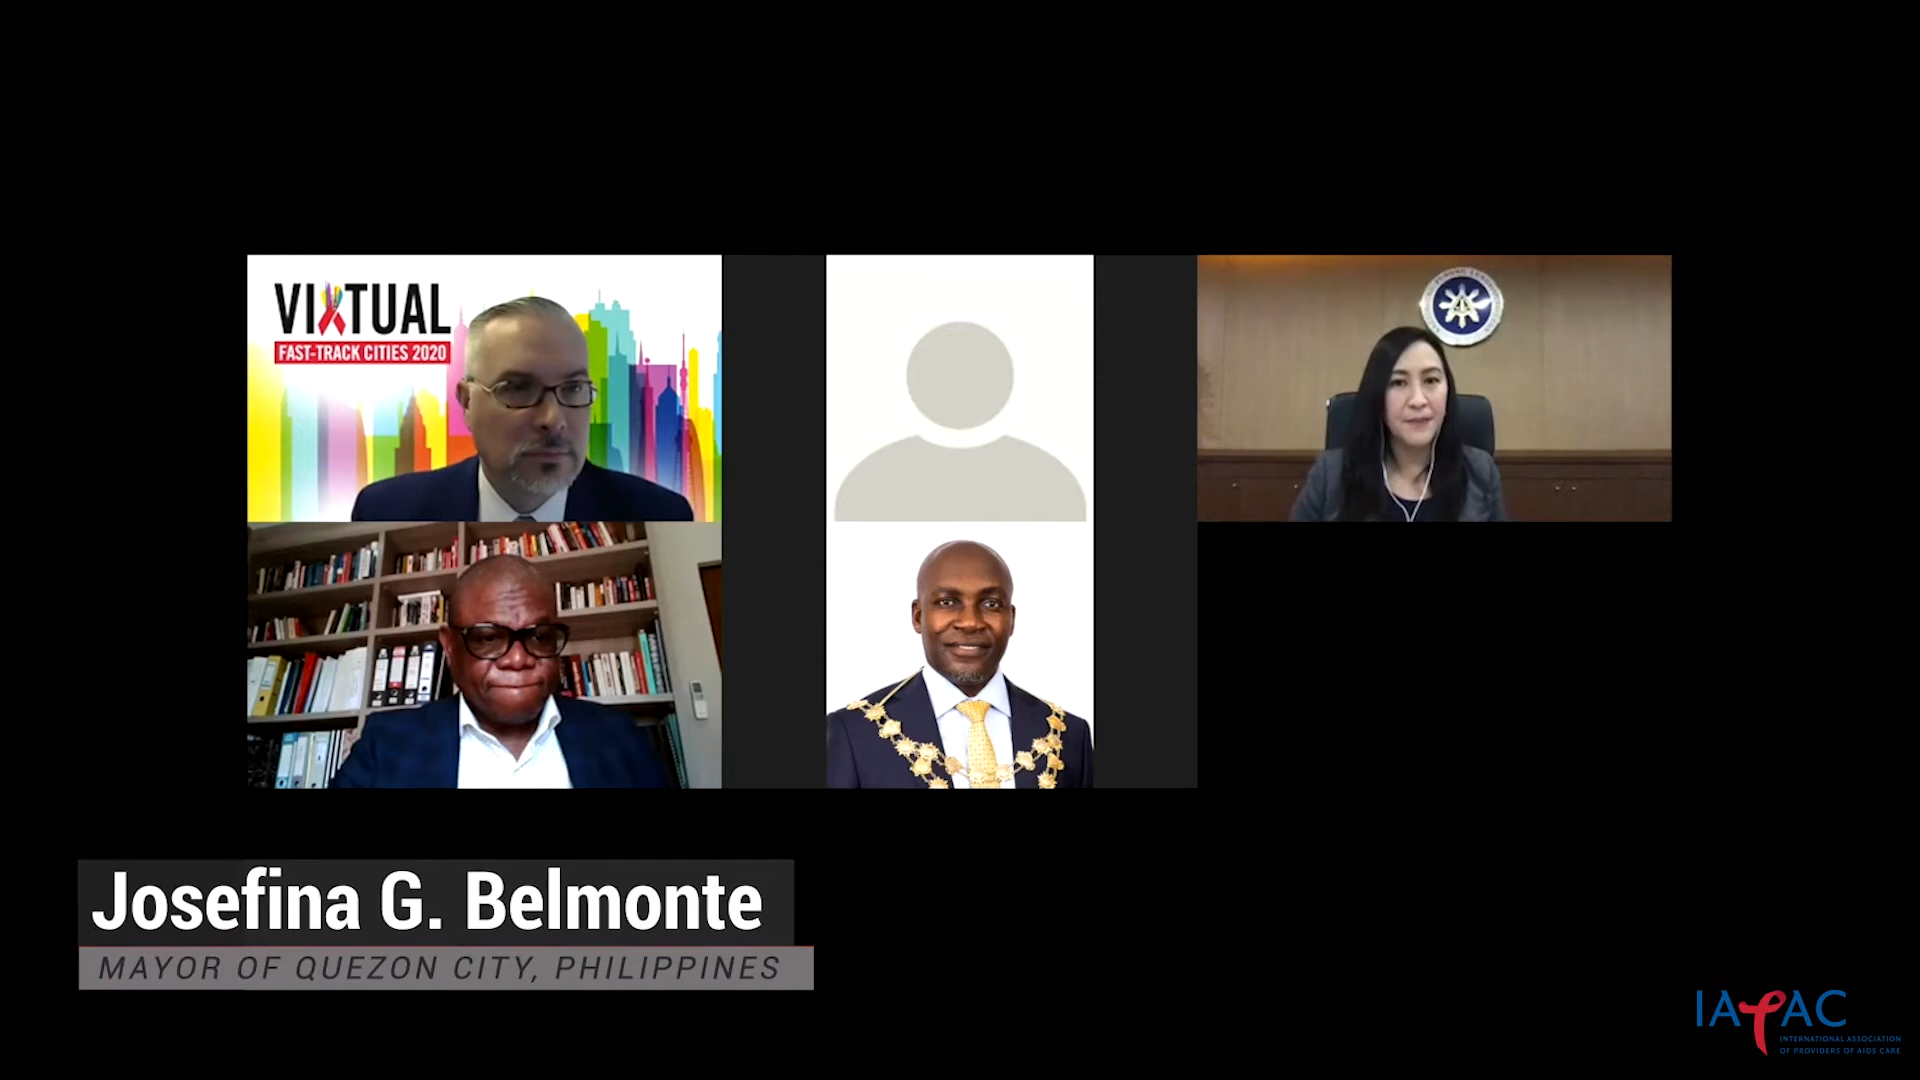 VIRTUAL
FAST-TRACK CITIES 2020
Josefina G. Belmonte
MAYOR OF QUEZON CITY, PHILIPPINES
IAPAC
INTERNATIONAL ASSOCIATION
OF PROVIDERS OF AIDS CARE